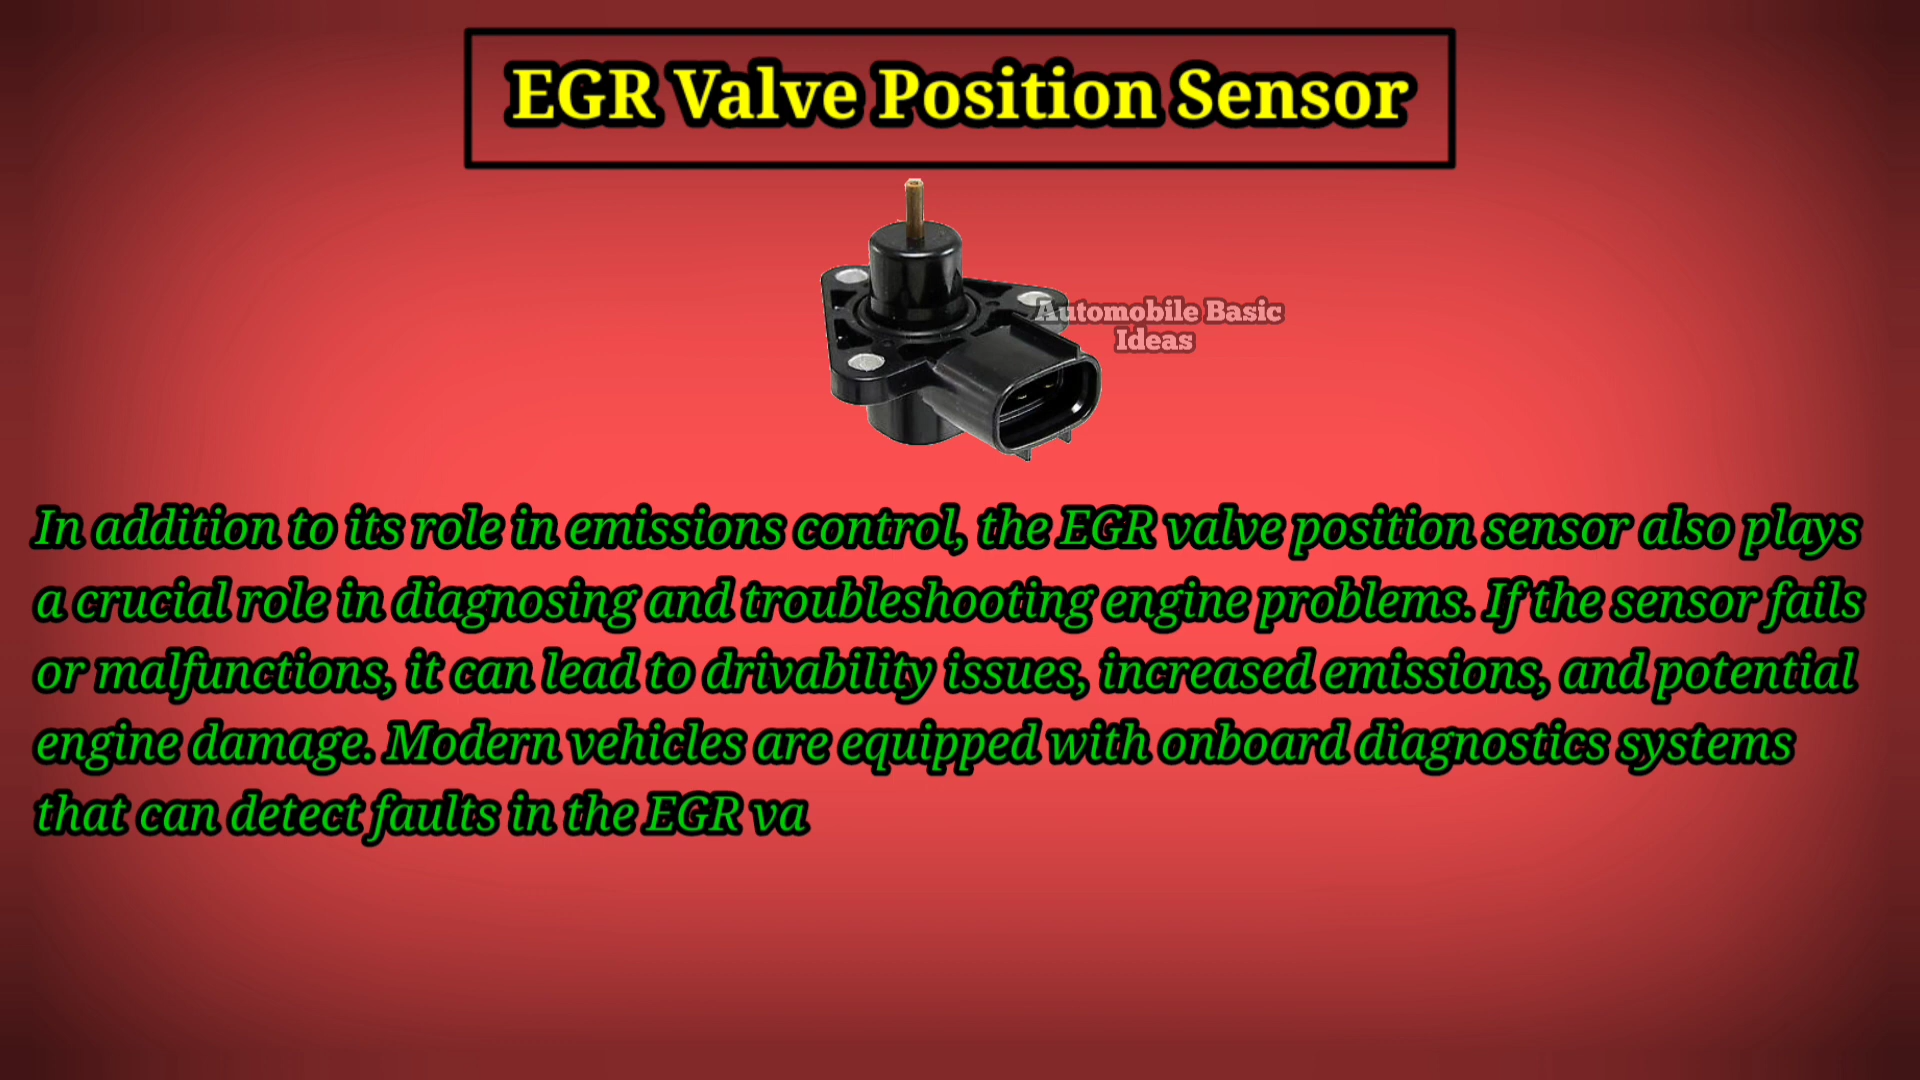 EGR Valve Position Sensor
Automobile Basic
Ideas
In addition to its role in emissions control, the EGR valve position sensor also plays
a crucial role in diagnosing and troubleshooting engine problems. If the sensor fails
or malfunctions, it can lead to drivability issues, increased emissions, and potential
engine damage. Modern vehicles are equipped with onboard diagnostics systems
that can detect faults in the EGR va